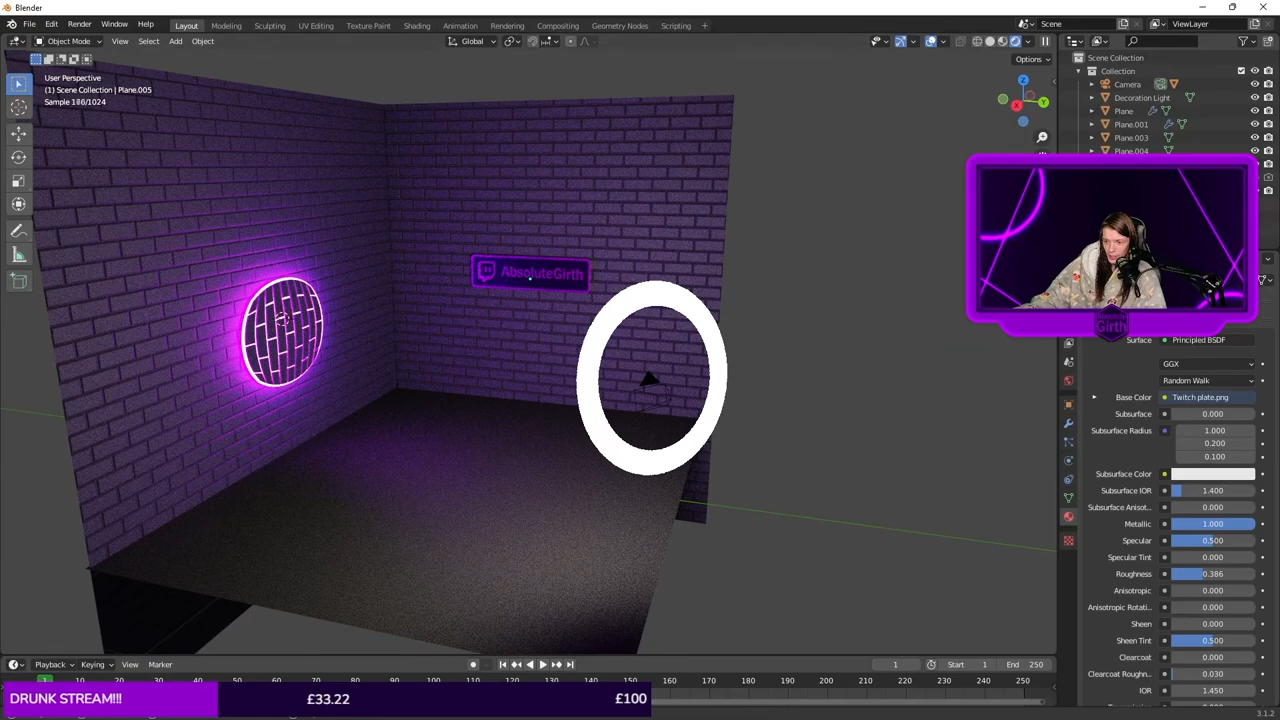 Blender
File Edit Render Window Help Layout Modeling Sculpting UV Editing Texture Paint Shading Animation Rendering Compositing Geometry Nodes Scripting + Scene ViewLayer
Object Mode View Select Add Object Global
Options
User Perspective
(1) Scene Collection | Plane.005
Sample 186/1024
X Y Z
Scene Collection
Collection
Camera
Decoration Light
Plane
Plane.001
Plane.003
Plane.004
AbsoluteGirth
Girth
Surface Principled BSDF
GGX
Random Walk
Base Color Twitch plate.png
Subsurface 0.000
Subsurface Radius 1.000
0.200
0.100
Subsurface Color
Subsurface IOR 1.400
Subsurface Anisot... 0.000
Metallic 1.000
Specular 0.500
Specular Tint 0.000
Roughness 0.386
Anisotropic 0.000
Anisotropic Rotati... 0.000
Sheen 0.000
Sheen Tint 0.500
Clearcoat 0.000
Clearcoat Roughn... 0.030
IOR 1.450
Playback Keying View Marker 1 Start 1 End 250
1 60 70 80 90 100 110 120 130 140 150 160 170 180 190 200 210 220 230 240 250
DRUNK STREAM!!! £33.22 £100
3.1.2